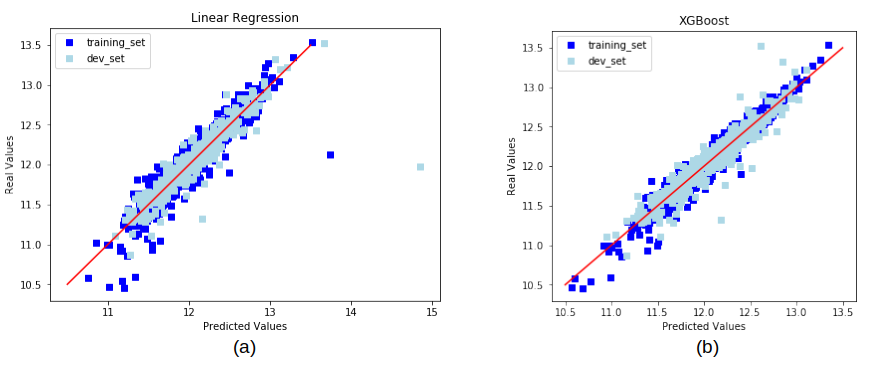 Linear Regression
training_set
dev_set
13.5
13.0
12.5
12.0
11.5
11.0
10.5
Real Values
11 12 13 14 15
Predicted Values
(a)
XGBoost
training_set
dev_set
13.5
13.0
12.5
12.0
11.5
11.0
10.5
Real Values
10.5 11.0 11.5 12.0 12.5 13.0 13.5
Predicted Values
(b)